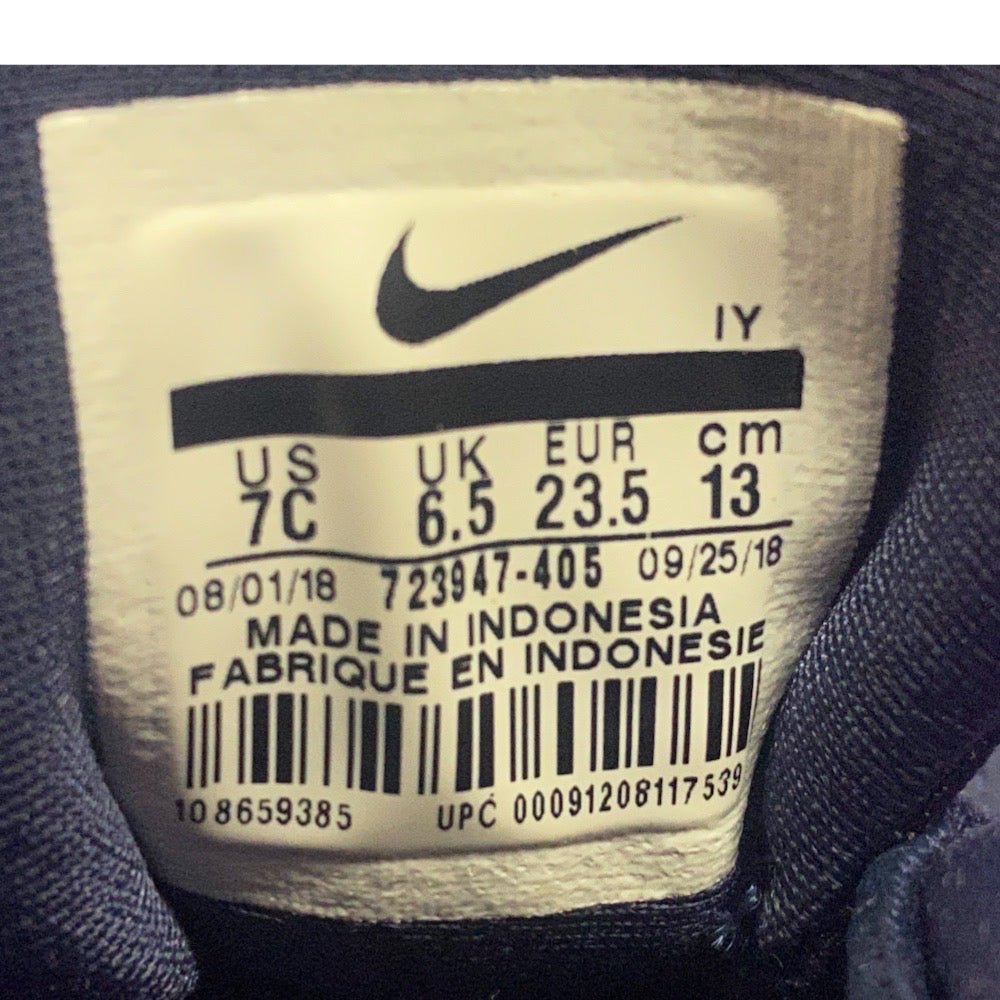 IY
US UK EUR cm
7C 6.5 23.5 13
08/01/18 723947-405 09/25/18
MADE IN INDONESIA
FABRIQUE EN INDONESIE
108659385 UPC 00091208117539